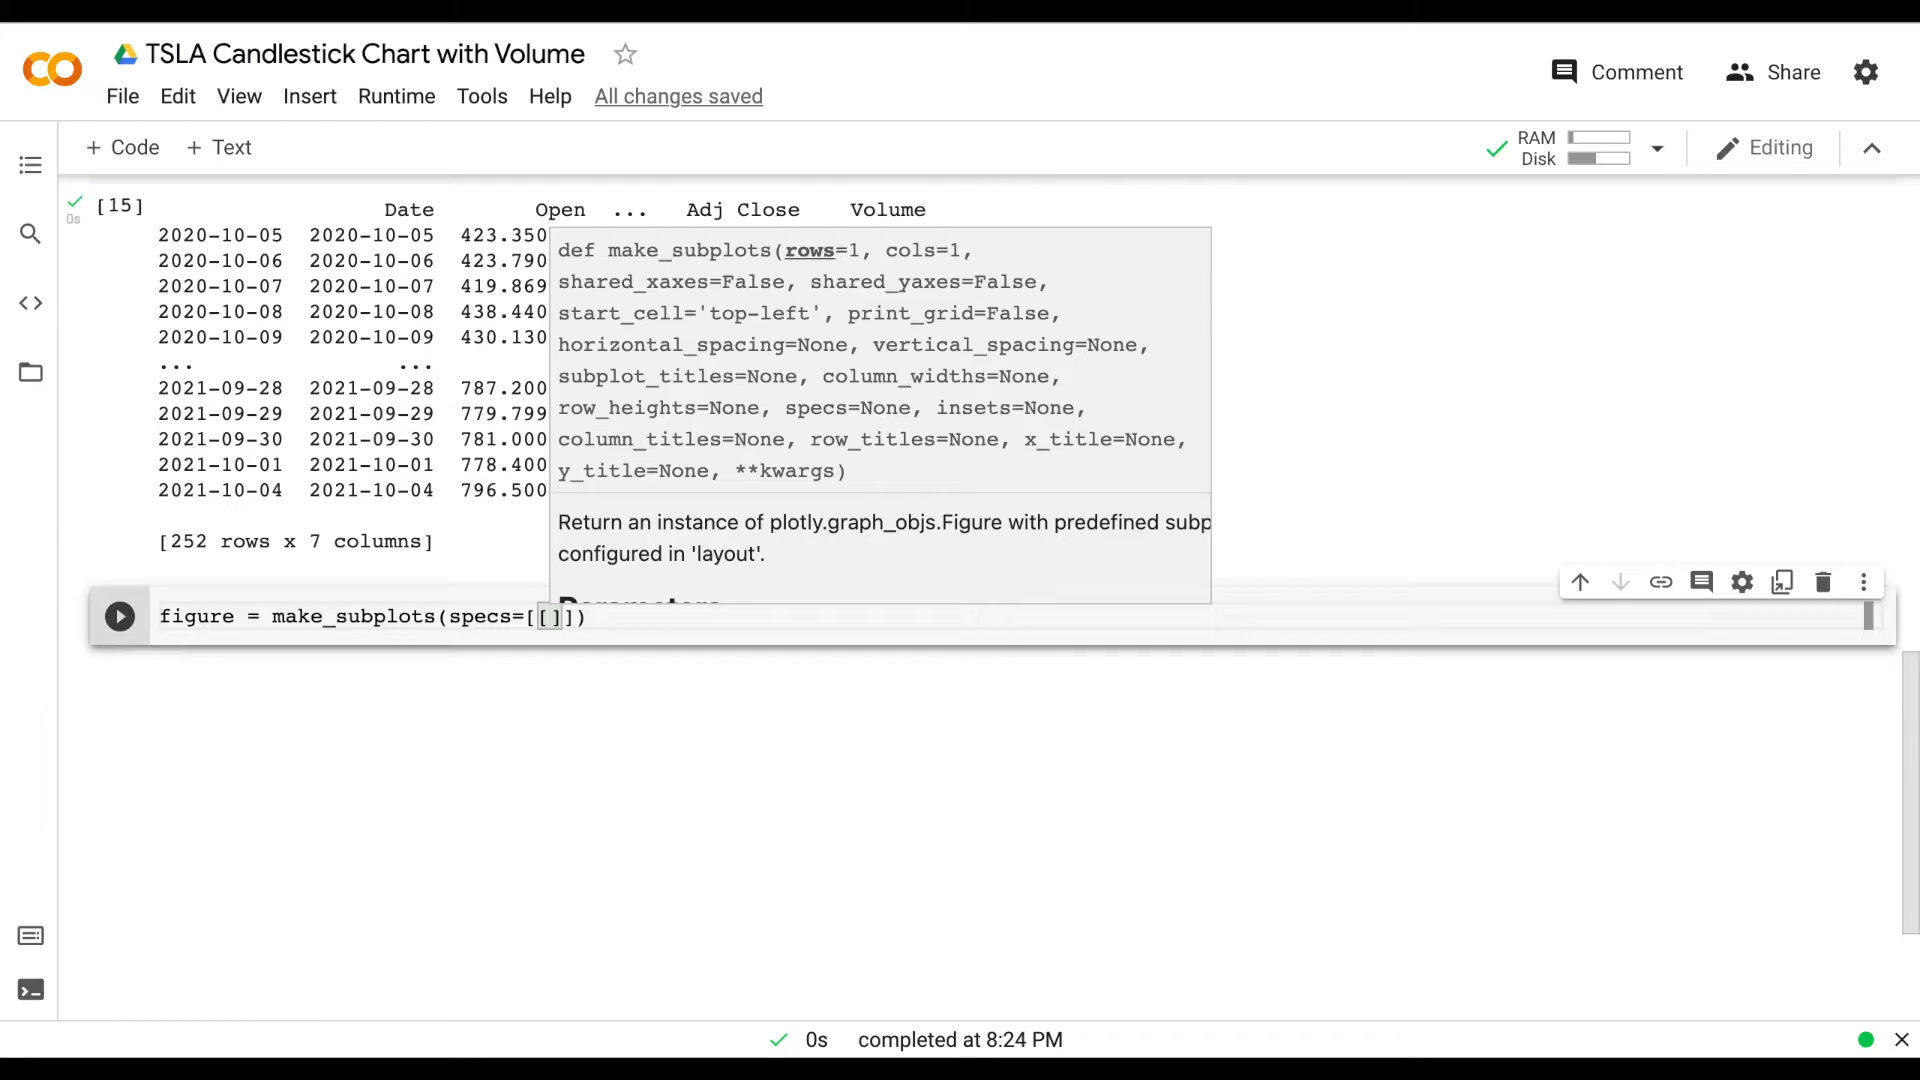 TSLA Candlestick Chart with Volume
Comment Share
File Edit View Insert Runtime Tools Help All changes saved
+ Code + Text
RAM
Disk
Editing
[15] Date Open ... Adj Close Volume
0s
2020-10-05 2020-10-05 423.350
2020-10-06 2020-10-06 423.790
2020-10-07 2020-10-07 419.869
2020-10-08 2020-10-08 438.440
2020-10-09 2020-10-09 430.130
... ...
2021-09-28 2021-09-28 787.200
2021-09-29 2021-09-29 779.799
2021-09-30 2021-09-30 781.000
2021-10-01 2021-10-01 778.400
2021-10-04 2021-10-04 796.500
[252 rows x 7 columns]
def make_subplots(rows=1, cols=1,
shared_xaxes=False, shared_yaxes=False,
start_cell='top-left', print_grid=False,
horizontal_spacing=None, vertical_spacing=None,
subplot_titles=None, column_widths=None,
row_heights=None, specs=None, insets=None,
column_titles=None, row_titles=None, x_title=None,
y_title=None, **kwargs)
Return an instance of plotly.graph_objs.Figure with predefined subp
configured in 'layout'.
Parameters
figure = make_subplots(specs=[[]])
0s completed at 8:24 PM